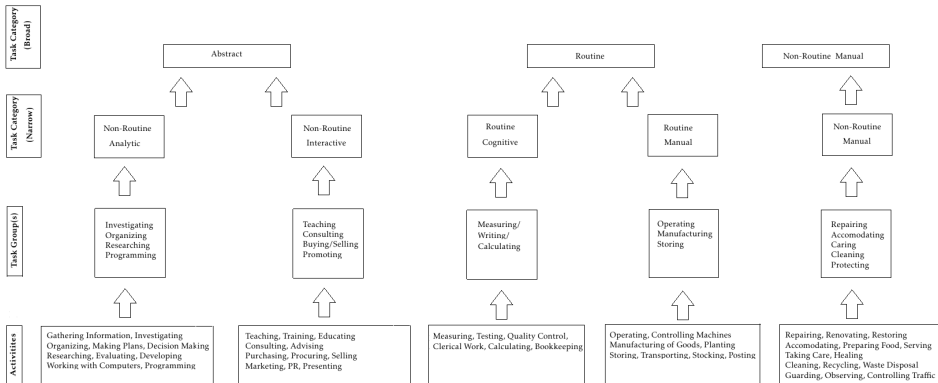 Task Category
(Broad)
Abstract
Routine
Non-Routine Manual
Task Category
(Narrow)
Non-Routine
Analytic
Non-Routine
Interactive
Routine
Cognitive
Routine
Manual
Non-Routine
Manual
Task Group(s)
Investigating
Organizing
Researching
Programming
Teaching
Consulting
Buying/Selling
Promoting
Measuring/
Writing/
Calculating
Operating
Manufacturing
Storing
Repairing
Accomodating
Caring
Cleaning
Protecting
Activitites
Gathering Information, Investigating
Organizing, Making Plans, Decision Making
Researching, Evaluating, Developing
Working with Computers, Programming
Teaching, Training, Educating
Consulting, Advising
Purchasing, Procuring, Selling
Marketing, PR, Presenting
Measuring, Testing, Quality Control,
Clerical Work, Calculating, Bookkeeping
Operating, Controlling Machines
Manufacturing of Goods, Planting
Storing, Transporting, Stocking, Posting
Repairing, Renovating, Restoring
Accomodating, Preparing Food, Serving
Taking Care, Healing
Cleaning, Recycling, Waste Disposal
Guarding, Observing, Controlling Traffic